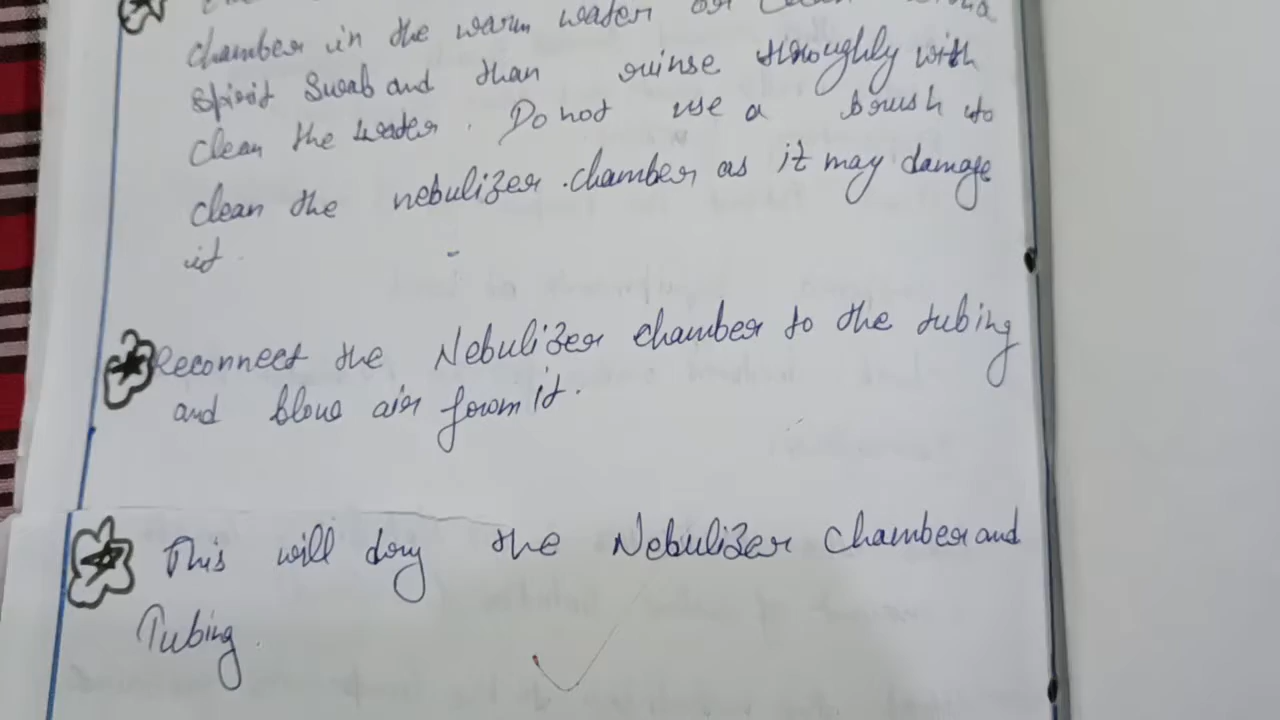 chamber in the warm water or clean
spirit Swab and than rinse throughly with
clean the water. Do not use a brush to
clean the nebulizer chamber as it may damage
it.
Reconnect the Nebulizer chamber to the tubing
and blow air from it.
This will dry the Nebulizer Chamber and
Tubing.